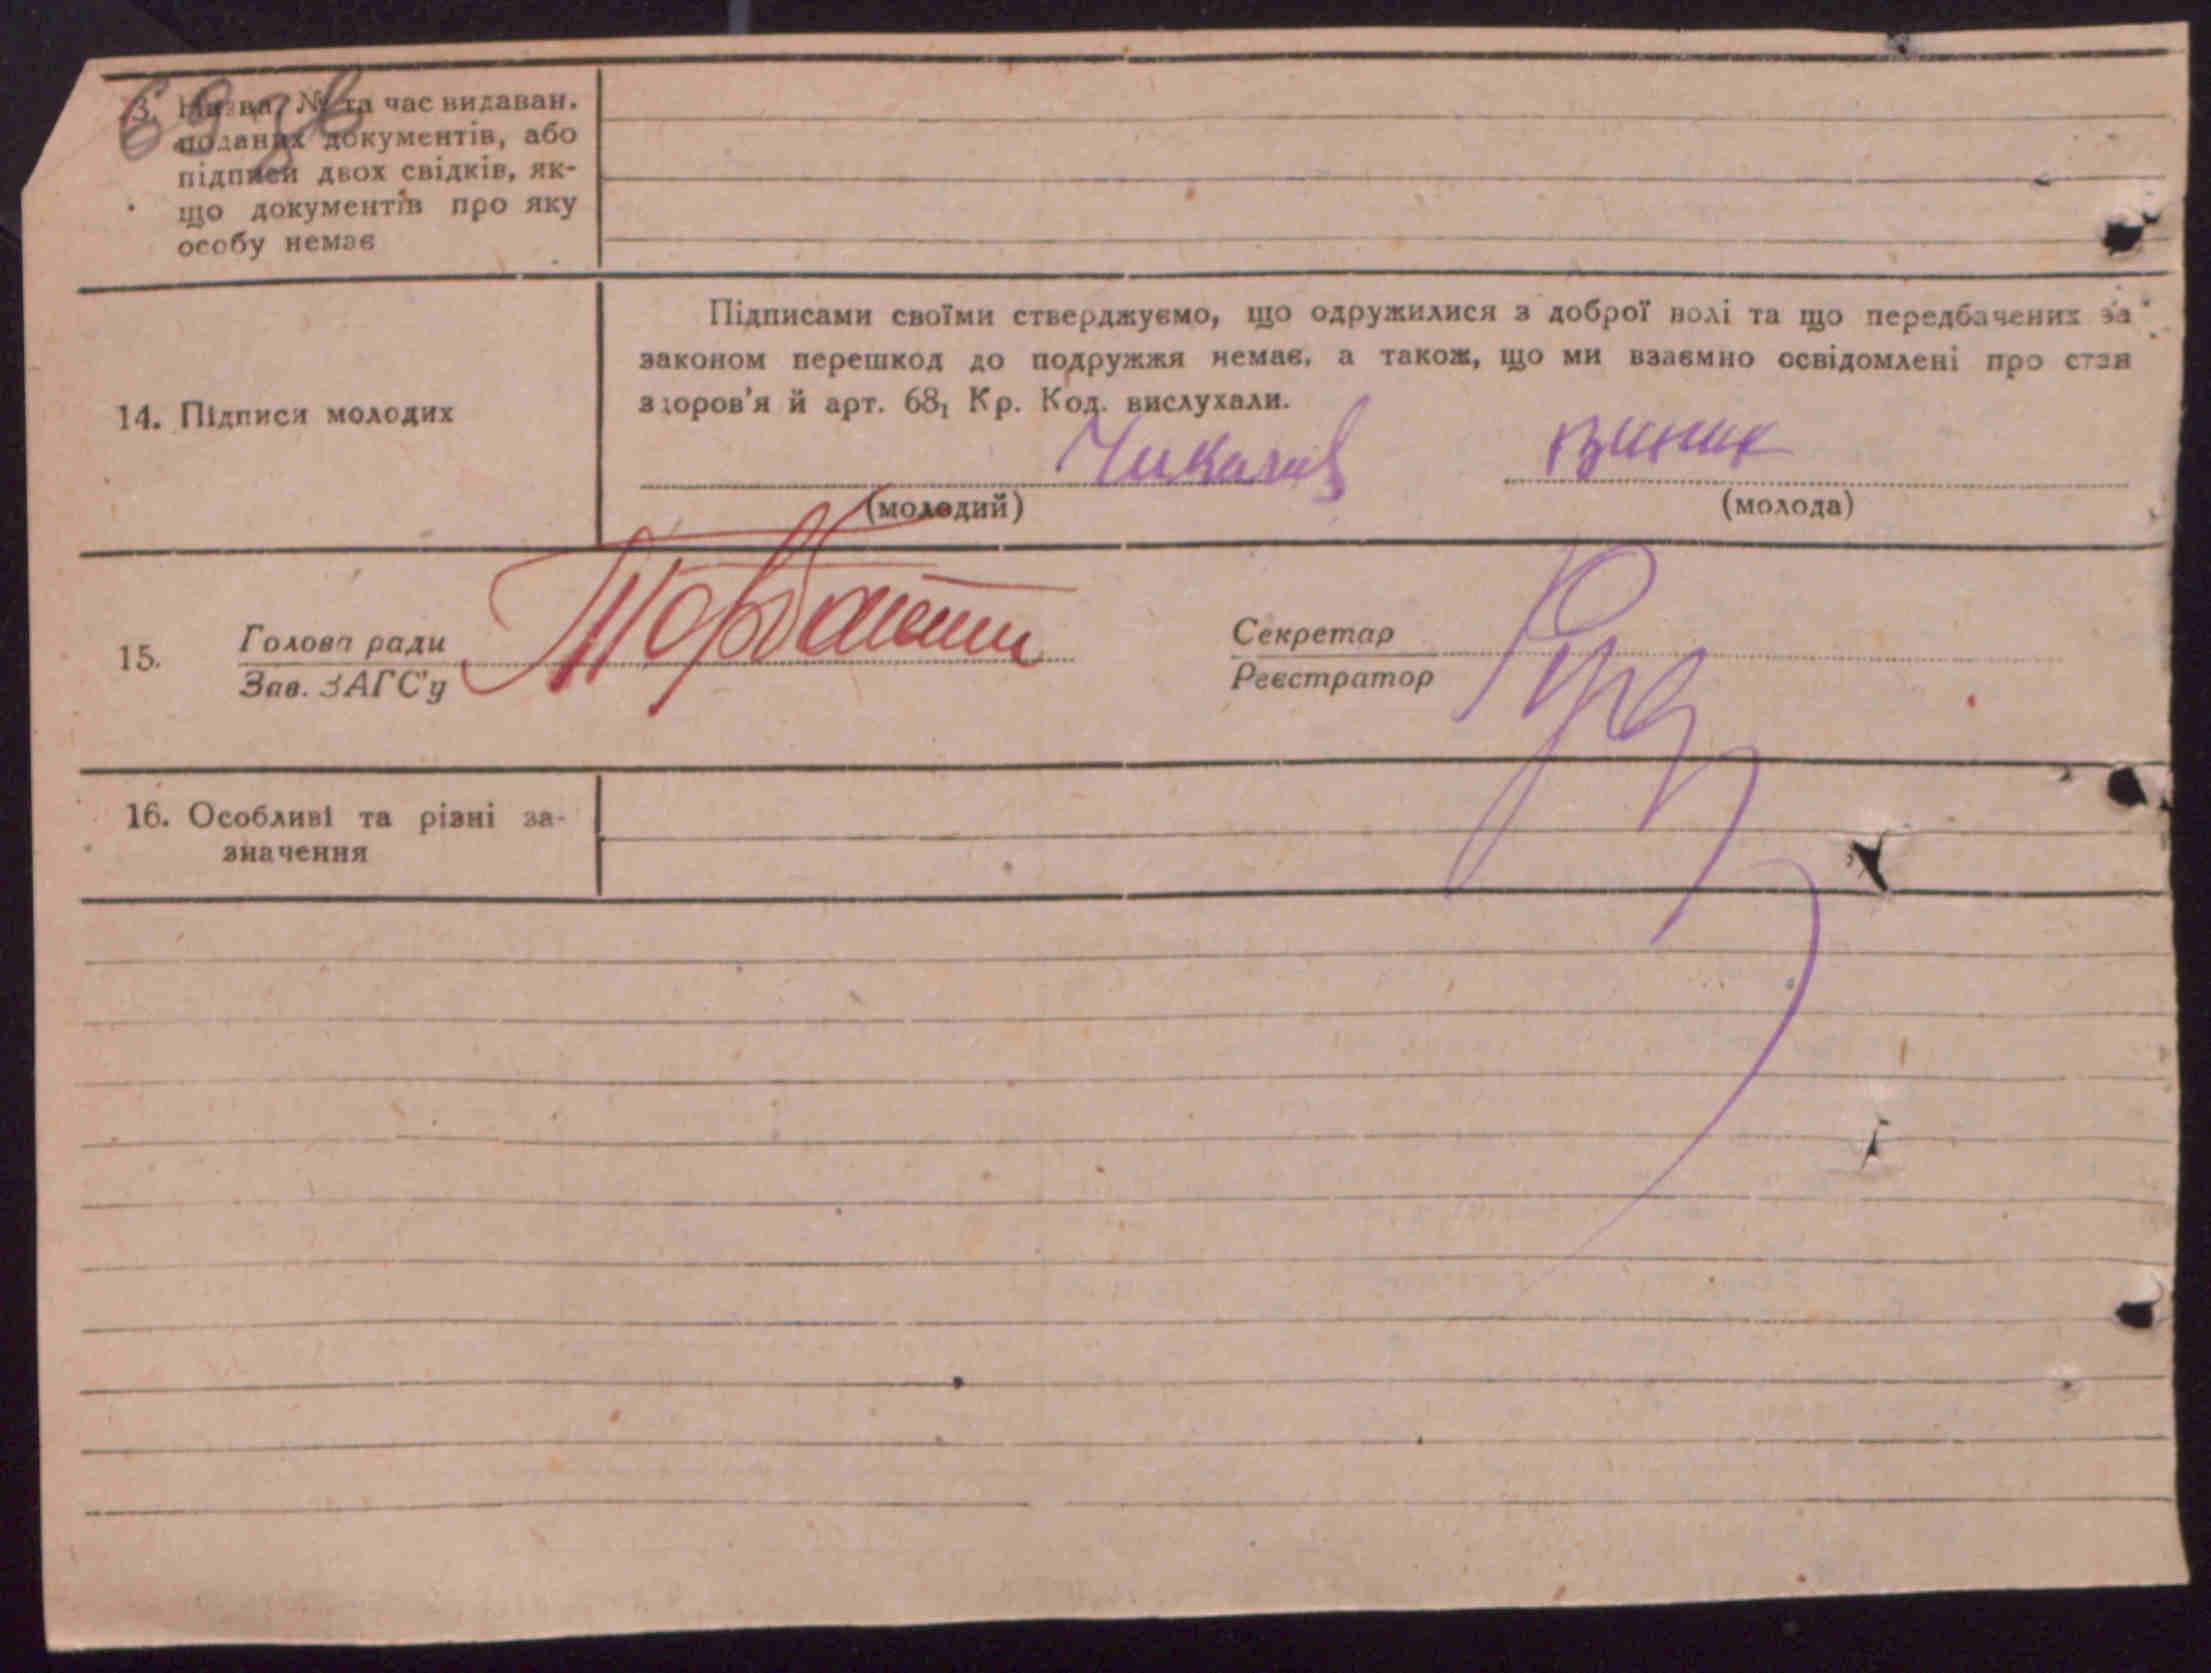 69 зв
13. Назва, № та час видаван.
поданих документів, або
підписи двох свідків, як-
що документів про яку
особу немає
Підписами своїми стверджуємо, що одружилися з доброї волі та що передбачених за
законом перешкод до подружжя немає, а також, що ми взаємно освідомлені про стан
здоров'я й арт. 68₁ Кр. Код. вислухали.
14. Підписи молодих
Виник
(молодий) (молода)
15. Голова ради
Зав. ЗАГС'у
Секретар
Реєстратор
16. Особливі та різні за-
значення